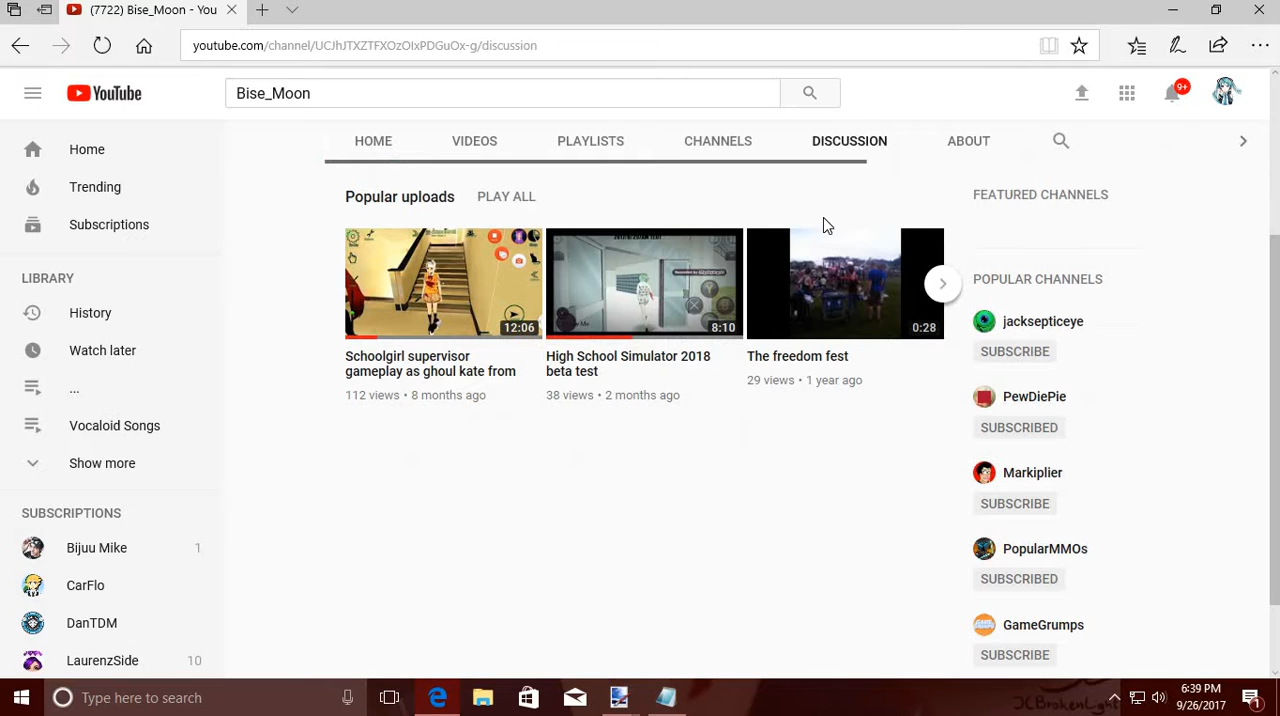 (7722) Bise_Moon - You
youtube.com/channel/UCJhJTXZTFXOzOIxPDGuOx-g/discussion
YouTube
Bise_Moon
9+
Home
Trending
Subscriptions
LIBRARY
History
Watch later
...
Vocaloid Songs
Show more
SUBSCRIPTIONS
Bijuu Mike 1
CarFlo
DanTDM
LaurenzSide 10
HOME VIDEOS PLAYLISTS CHANNELS DISCUSSION ABOUT
Popular uploads PLAY ALL
12:06 8:10 0:28
Schoolgirl supervisor
gameplay as ghoul kate from
112 views • 8 months ago
High School Simulator 2018
beta test
38 views • 2 months ago
The freedom fest
29 views • 1 year ago
FEATURED CHANNELS
POPULAR CHANNELS
jacksepticeye
SUBSCRIBE
PewDiePie
SUBSCRIBED
Markiplier
SUBSCRIBE
PopularMMOs
SUBSCRIBED
GameGrumps
SUBSCRIBE
Type here to search
6:39 PM
9/26/2017
1